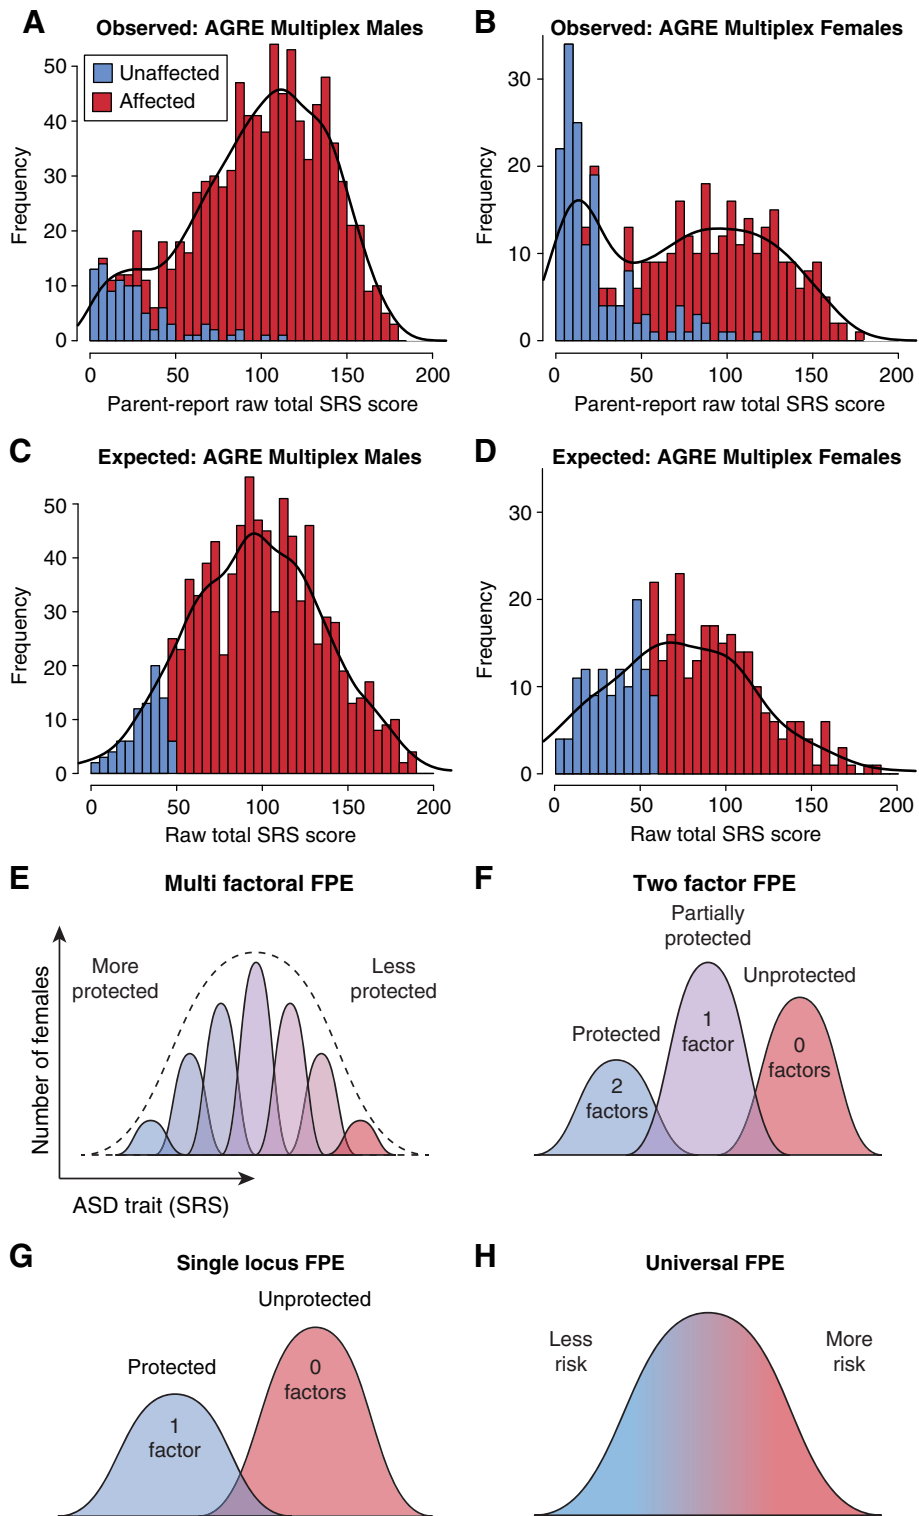 A
Observed: AGRE Multiplex Males
Unaffected
Affected
Frequency
50
40
30
20
10
0
0 50 100 150 200
Parent-report raw total SRS score
B
Observed: AGRE Multiplex Females
Frequency
30
20
10
0
0 50 100 150 200
Parent-report raw total SRS score
C
Expected: AGRE Multiplex Males
Frequency
50
40
30
20
10
0
0 50 100 150 200
Raw total SRS score
D
Expected: AGRE Multiplex Females
Frequency
30
20
10
0
0 50 100 150 200
Raw total SRS score
E
Multi factoral FPE
More
protected
Less
protected
Number of females
ASD trait (SRS)
F
Two factor FPE
Partially
protected
Unprotected
Protected
1
factor
0
factors
2
factors
G
Single locus FPE
Unprotected
Protected
0
factors
1
factor
H
Universal FPE
Less
risk
More
risk